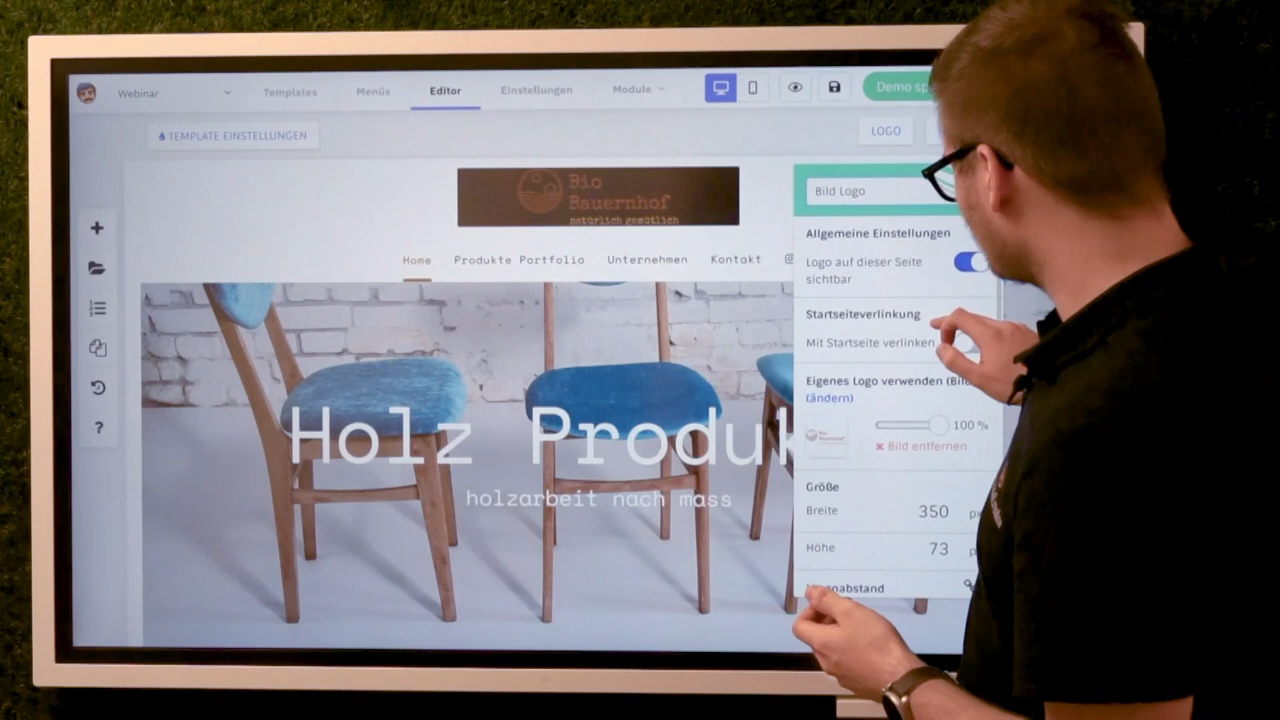 Webinar
Templates
Menüs
Editor
Einstellungen
Module
Demo
TEMPLATE EINSTELLUNGEN
LOGO
Bio
Bauernhof
natürlich gemütlich
Home
Produkte Portfolio
Unternehmen
Kontakt
Holz Produk
holzarbeit nach mass
?
Bild Logo
Allgemeine Einstellungen
Logo auf dieser Seite
sichtbar
Startseiteverlinkung
Mit Startseite verlinken
Eigenes Logo verwenden
(ändern)
100 %
Bild entfernen
Größe
Breite
350
Höhe
73